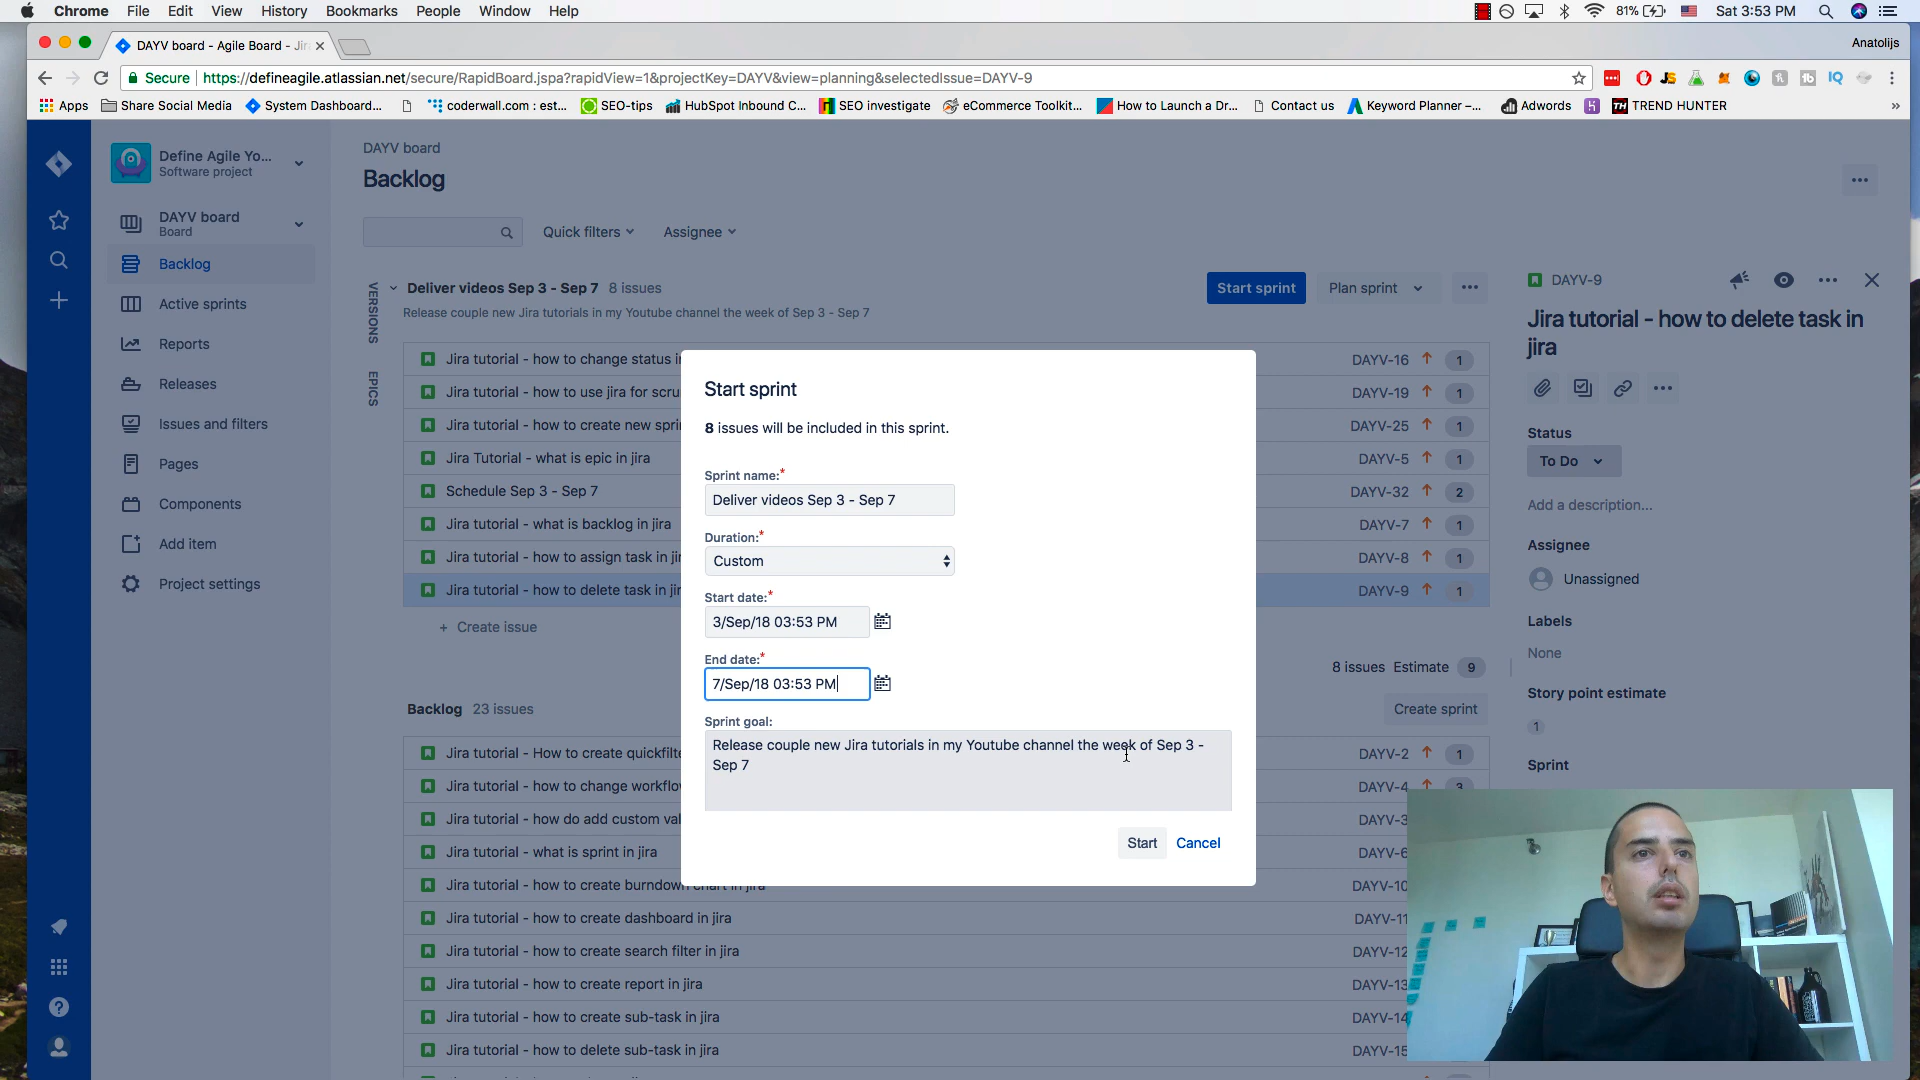 Chrome File Edit View History Bookmarks People Window Help 81% Sat 3:53 PM
DAYV board - Agile Board - Jir Anatolijs
Secure https://defineagile.atlassian.net/secure/RapidBoard.jspa?rapidView=1&projectKey=DAYV&view=planning&selectedIssue=DAYV-9
Apps Share Social Media System Dashboard... coderwall.com : est... SEO-tips HubSpot Inbound C... SEO investigate eCommerce Toolkit... How to Launch a Dr... Contact us Keyword Planner –... Adwords TREND HUNTER
Define Agile Yo...
Software project
DAYV board
Board
Backlog
Active sprints
Reports
Releases
Issues and filters
Pages
Components
Add item
Project settings
DAYV board
Backlog
Quick filters Assignee
VERSIONS
EPICS
Deliver videos Sep 3 - Sep 7 8 issues Start sprint Plan sprint
Release couple new Jira tutorials in my Youtube channel the week of Sep 3 - Sep 7
Jira tutorial - how to change status i DAYV-16 1
Jira tutorial - how to use jira for scru DAYV-19 1
Jira tutorial - how to create new spri DAYV-25 1
Jira Tutorial - what is epic in jira DAYV-5 1
Schedule Sep 3 - Sep 7 DAYV-32 2
Jira tutorial - what is backlog in jira DAYV-7 1
Jira tutorial - how to assign task in jir DAYV-8 1
Jira tutorial - how to delete task in jir DAYV-9 1
+ Create issue
8 issues Estimate 9
Backlog 23 issues Create sprint
Jira tutorial - How to create quickfilte DAYV-2 1
Jira tutorial - how to change workflo DAYV-4 3
Jira tutorial - how do add custom val DAYV-3
Jira tutorial - what is sprint in jira DAYV-6
Jira tutorial - how to create burndown chart in jira DAYV-10
Jira tutorial - how to create dashboard in jira DAYV-11
Jira tutorial - how to create search filter in jira DAYV-12
Jira tutorial - how to create report in jira DAYV-13
Jira tutorial - how to create sub-task in jira DAYV-14
Jira tutorial - how to delete sub-task in jira DAYV-15
Start sprint
8 issues will be included in this sprint.
Sprint name:*
Deliver videos Sep 3 - Sep 7
Duration:*
Custom
Start date:*
3/Sep/18 03:53 PM
End date:*
7/Sep/18 03:53 PM
Sprint goal:
Release couple new Jira tutorials in my Youtube channel the week of Sep 3 -
Sep 7
Start Cancel
DAYV-9
Jira tutorial - how to delete task in
jira
Status
To Do
Add a description...
Assignee
Unassigned
Labels
None
Story point estimate
1
Sprint